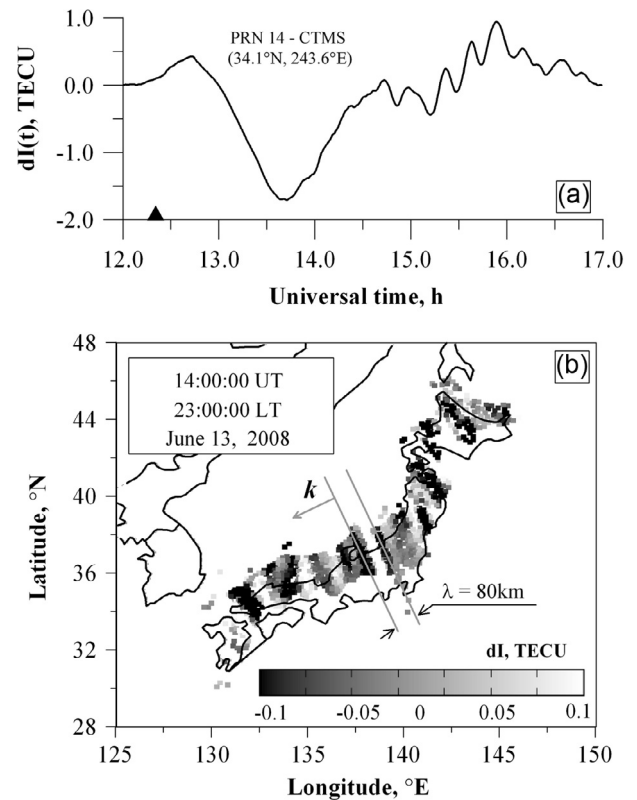 1.0
0.0
-1.0
-2.0
dI(t), TECU
PRN 14 - CTMS
(34.1°N, 243.6°E)
(a)
12.0 13.0 14.0 15.0 16.0 17.0
Universal time, h
48
44
40
36
32
28
Latitude, °N
(b)
14:00:00 UT
23:00:00 LT
June 13, 2008
k
λ = 80km
dI, TECU
-0.1 -0.05 0 0.05 0.1
125 130 135 140 145 150
Longitude, °E